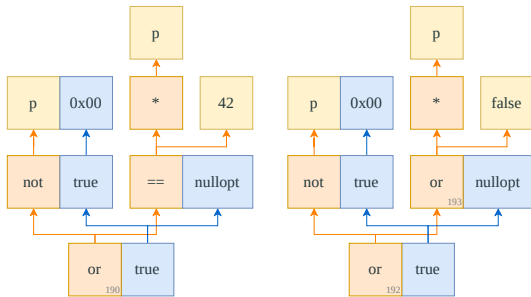 p p
p 0x00 * 42 p 0x00 * false
not true == nullopt not true or 193 nullopt
or 190 true or 192 true